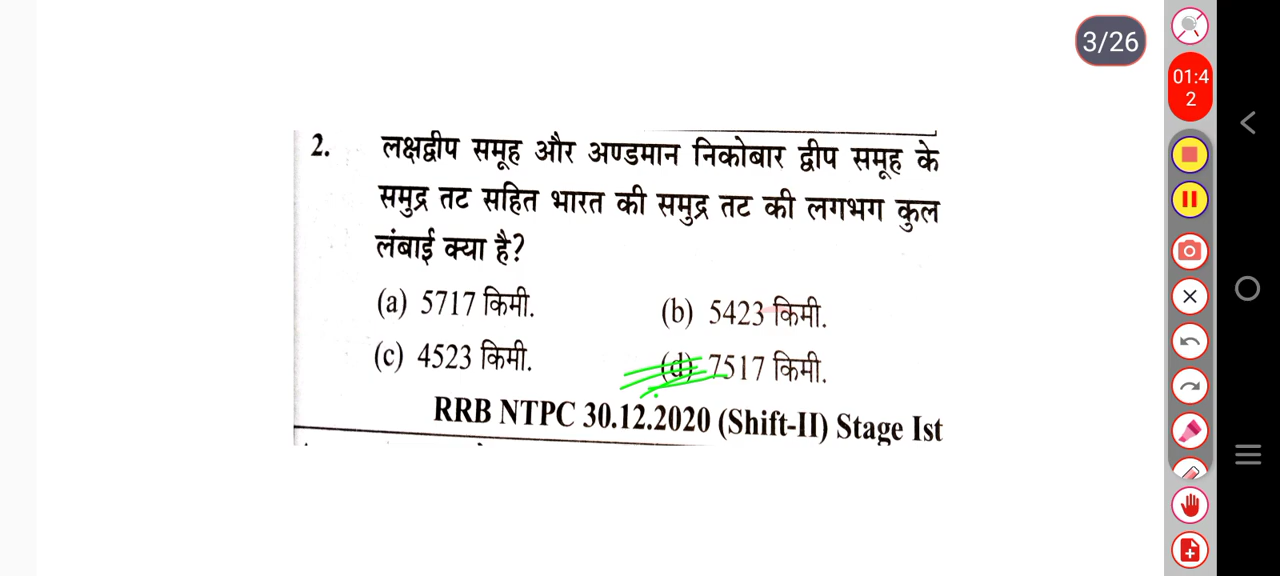 3/26
01:4
2
2. लक्षद्वीप समूह और अण्डमान निकोबार द्वीप समूह के
समुद्र तट सहित भारत की समुद्र तट की लगभग कुल
लंबाई क्या है?
(a) 5717 किमी. (b) 5423 किमी.
(c) 4523 किमी. (d) 7517 किमी.
RRB NTPC 30.12.2020 (Shift-II) Stage Ist